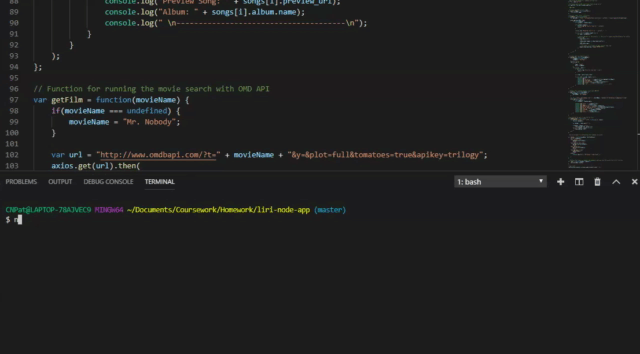 88 console.log("Preview Song: " + songs[i].preview_url);
89 console.log("Album: " + songs[i].album.name);
90 console.log(" \n-----------------------------------\n");
91 }
92 }
93 );
94 };
95
96 // Function for running the movie search with OMD API
97 var getFilm = function(movieName) {
98 if(movieName === undefined) {
99 movieName = "Mr. Nobody";
100 }
101
102 var url = "http://www.omdbapi.com/?t=" + movieName + "&y=&plot=full&tomatoes=true&apikey=trilogy";
103 axios.get(url).then(
PROBLEMS OUTPUT DEBUG CONSOLE TERMINAL 1: bash
CNPat@LAPTOP-78AJVEC9 MINGW64 ~/Documents/Coursework/Homework/liri-node-app (master)
$ n